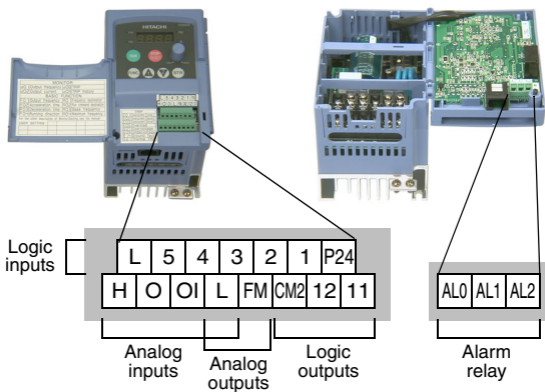 HITACHI
Logic inputs
L 5 4 3 2 1 P24
H O OI L FM CM2 12 11
AL0 AL1 AL2
Analog inputs
Analog outputs
Logic outputs
Alarm relay